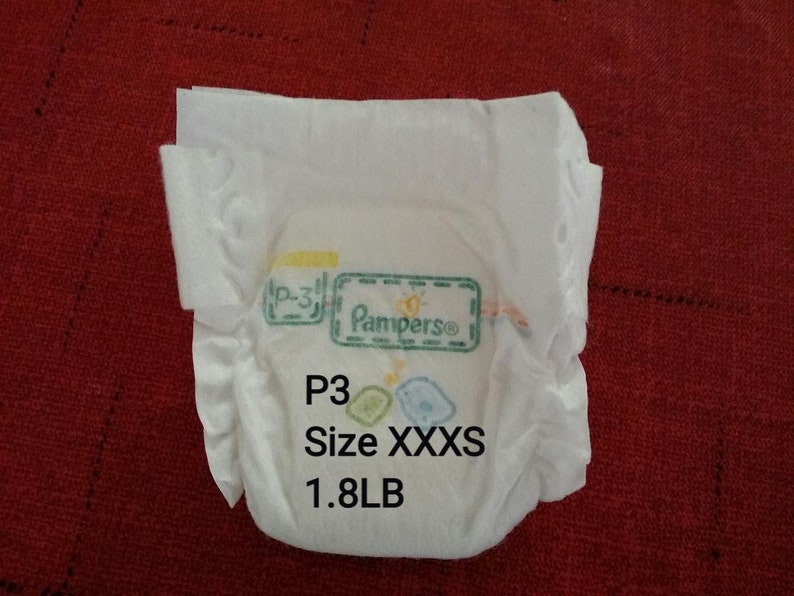 P-3
Pampers®
P3
Size XXXS
1.8LB